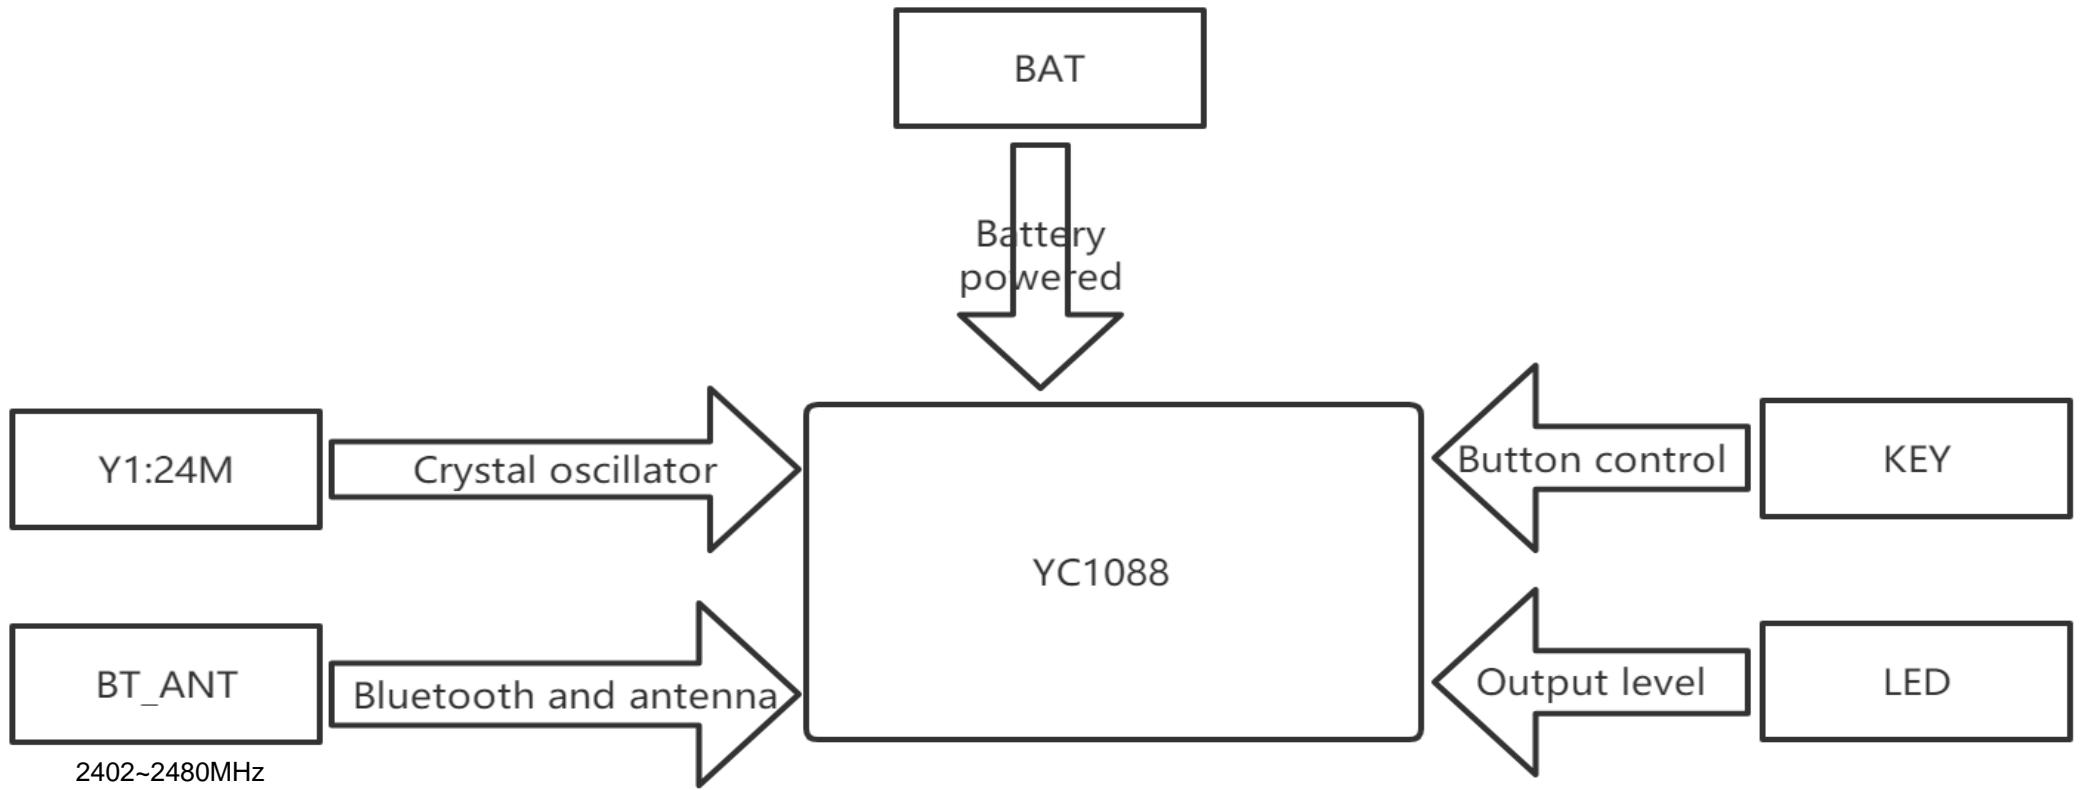 BAT
Battery
powered
Y1:24M
Crystal oscillator
Button control
KEY
YC1088
BT_ANT
Bluetooth and antenna
Output level
LED
2402~2480MHz